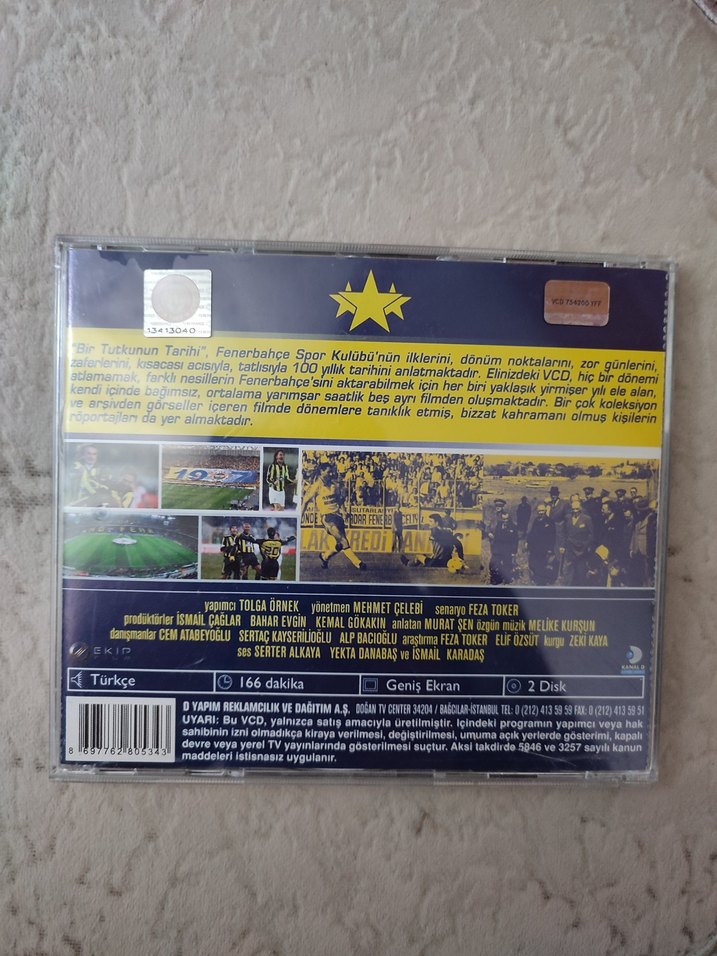 13413040
VCD 754200 YFF
"Bir Tutkunun Tarihi", Fenerbahçe Spor Kulübü'nün ilklerini, dönüm noktalarını, zor günlerini,
zaferlerini, kısacası acısıyla, tatlısıyla 100 yıllık tarihini anlatmaktadır. Elinizdeki VCD, hiç bir dönemi
atlamamak, farklı nesillerin Fenerbahçe'sini aktarabilmek için her biri yaklaşık yirmişer yılı ele alan,
kendi içinde bağımsız, ortalama yarımşar saatlik beş ayrı filmden oluşmaktadır. Bir çok koleksiyon
ve arşivden görseller içeren filmde dönemlere tanıklık etmiş, bizzat kahramanı olmuş kişilerin
röportajları da yer almaktadır.
1907
20
yapımcı TOLGA ÖRNEK yönetmen MEHMET ÇELEBİ senaryo FEZA TOKER
prodüktörler İSMAİL ÇAĞLAR BAHAR EVGİN KEMAL GÖKAKIN anlatan MURAT ŞEN özgün müzik MELİKE KURŞUN
danışmanlar CEM ATABEYOĞLU SERTAÇ KAYSERİLİOĞLU ALP BACIOĞLU araştırma FEZA TOKER ELİF ÖZSÜT kurgu ZEKİ KAYA
ses SERTER ALKAYA YEKTA DANABAŞ ve İSMAİL KARADAŞ
EKİP
KANAL D
Türkçe
166 dakika
Geniş Ekran
2 Disk
D YAPIM REKLAMCILIK VE DAĞITIM A.Ş. DOĞAN TV CENTER 34204 / BAĞCILAR-İSTANBUL TEL: 0 (212) 413 59 59 FAX: 0 (212) 413 59 51
UYARI: Bu VCD, yalnızca satış amacıyla üretilmiştir. İçindeki programın yapımcı veya hak
sahibinin izni olmadıkça kiraya verilmesi, değiştirilmesi, umuma açık yerlerde gösterimi, kapalı
devre veya yerel TV yayınlarında gösterilmesi suçtur. Aksi takdirde 5846 ve 3257 sayılı kanun
maddeleri istisnasız uygulanır.
8 697762 805343